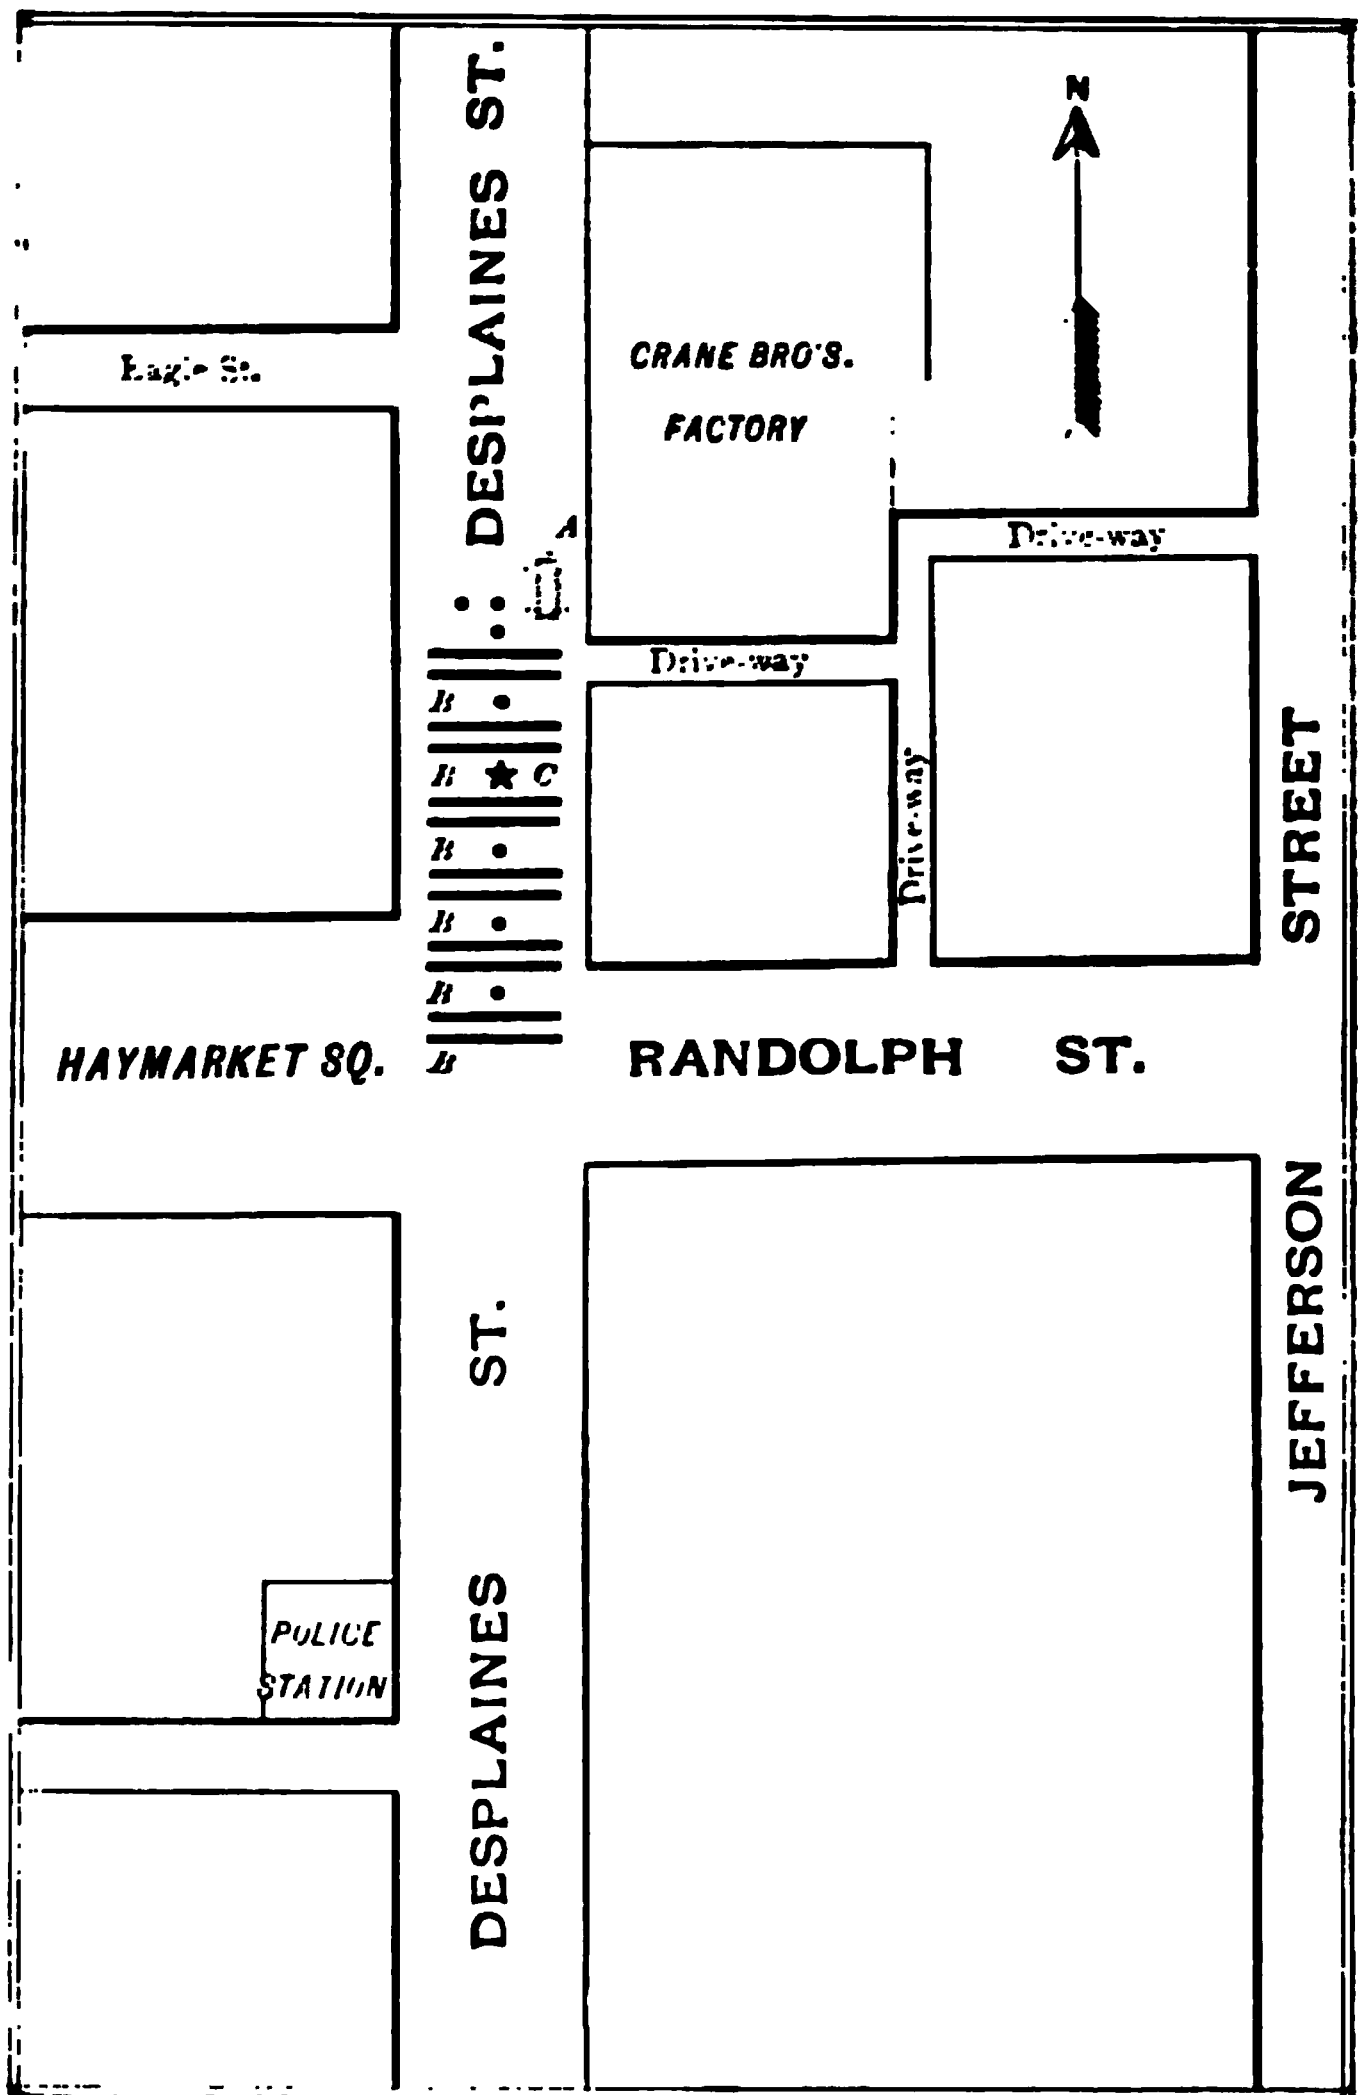 DESPLAINES ST.
N
Eagle St.
CRANE BRO'S.
FACTORY
A
Drive-way
Drive-way
B
B C
Drive-way
B
B
B
B
STREET
HAYMARKET SQ.
RANDOLPH ST.
JEFFERSON
DESPLAINES ST.
POLICE
STATION